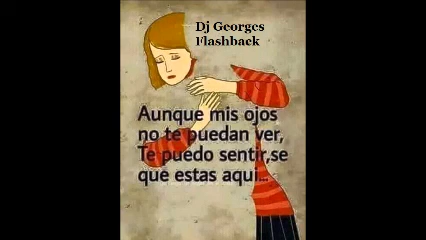 Dj Georges
Flashback
Aunque mis ojos
no te puedan ver,
Te puedo sentir,se
que estas aqui...